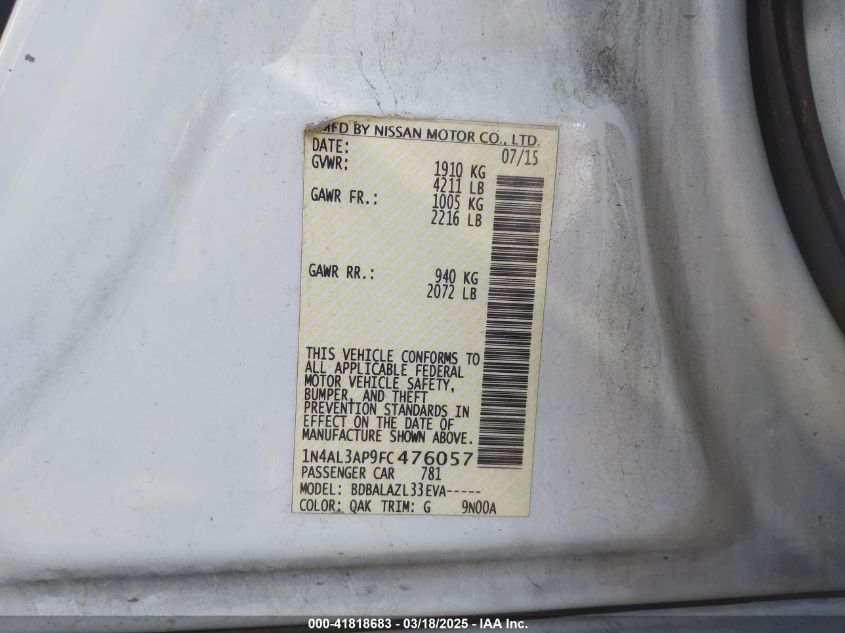 MFD BY NISSAN MOTOR CO., LTD.
DATE: 07/15
GVWR: 1910 KG
4211 LB
GAWR FR.: 1005 KG
2216 LB
GAWR RR.: 940 KG
2072 LB
THIS VEHICLE CONFORMS TO
ALL APPLICABLE FEDERAL
MOTOR VEHICLE SAFETY,
BUMPER, AND THEFT
PREVENTION STANDARDS IN
EFFECT ON THE DATE OF
MANUFACTURE SHOWN ABOVE.
1N4AL3AP9FC476057
PASSENGER CAR 781
MODEL: BDBALAZL33EVA-----
COLOR: QAK TRIM: G 9N00A
000-41818683 - 03/18/2025 - IAA Inc.